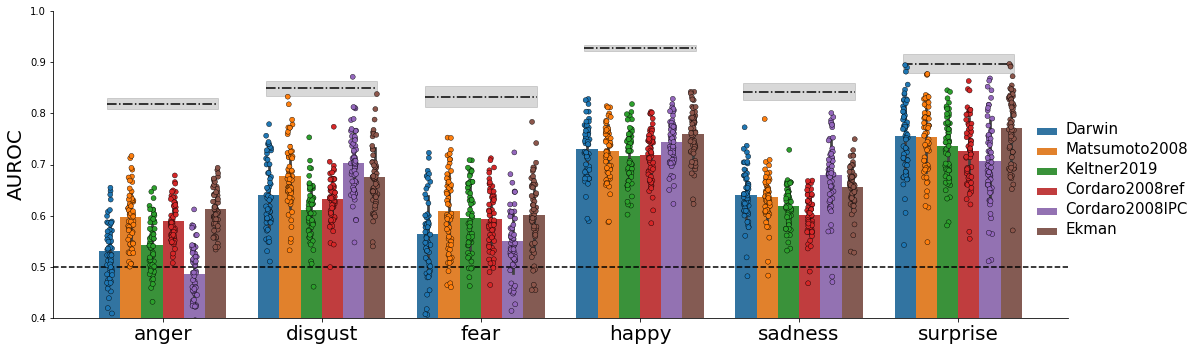 AUROC
1.0
0.9
0.8
0.7
0.6
0.5
0.4
anger disgust fear happy sadness surprise
Darwin
Matsumoto2008
Keltner2019
Cordaro2008ref
Cordaro2008IPC
Ekman